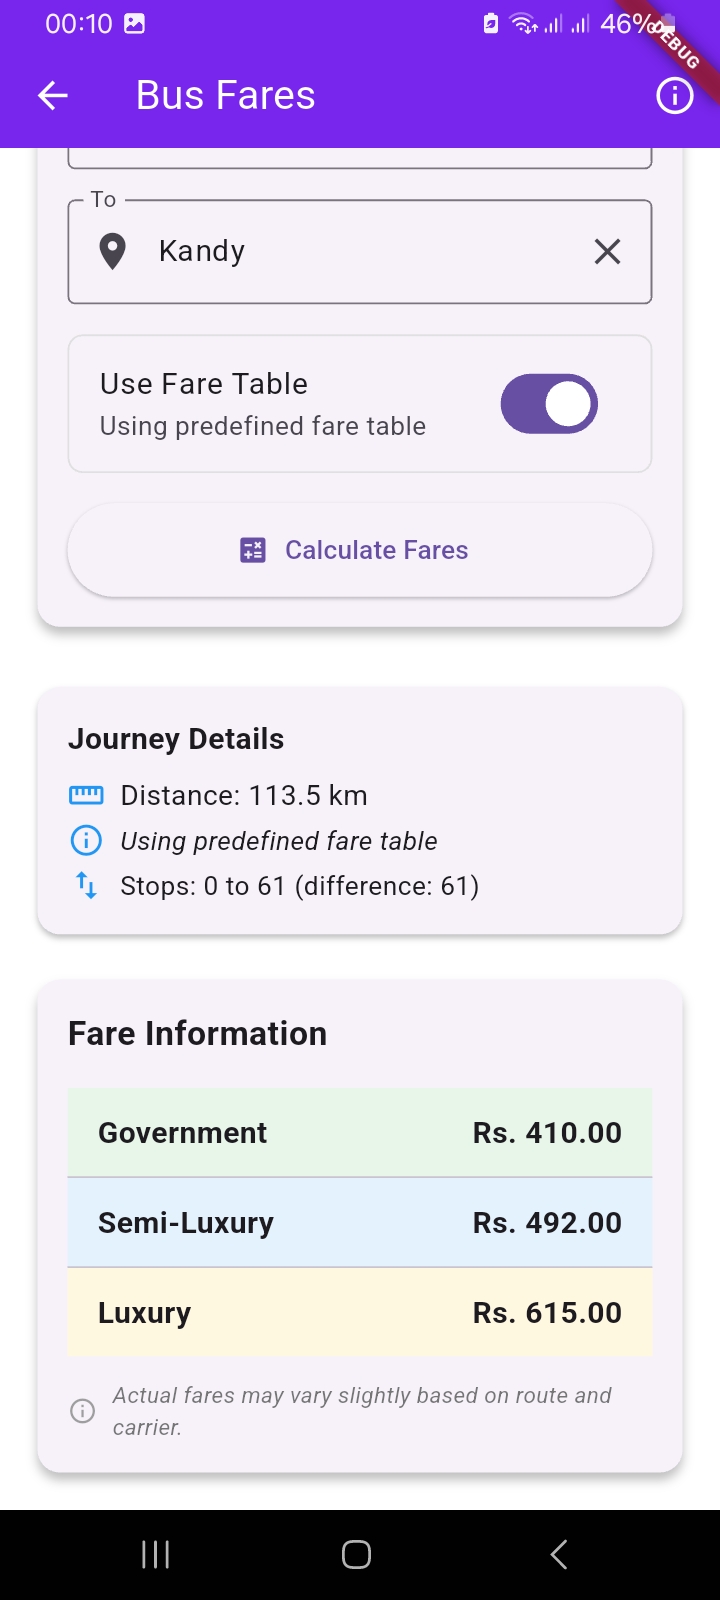 00:10
46%
DEBUG
Bus Fares
To
Kandy
Use Fare Table
Using predefined fare table
Calculate Fares
Journey Details
Distance: 113.5 km
Using predefined fare table
Stops: 0 to 61 (difference: 61)
Fare Information
Government Rs. 410.00
Semi-Luxury Rs. 492.00
Luxury Rs. 615.00
Actual fares may vary slightly based on route and
carrier.